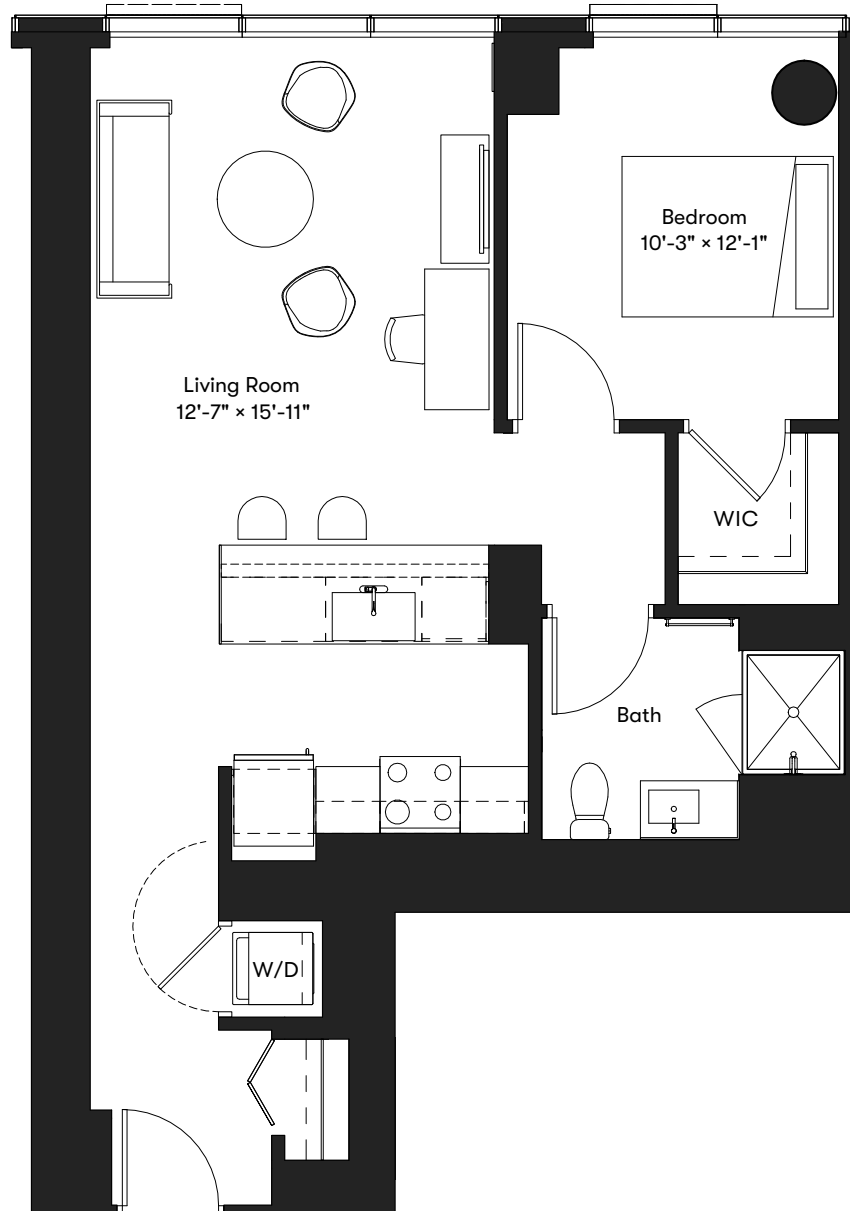 Bedroom
10'-3" × 12'-1"
Living Room
12'-7" × 15'-11"
WIC
Bath
W/D